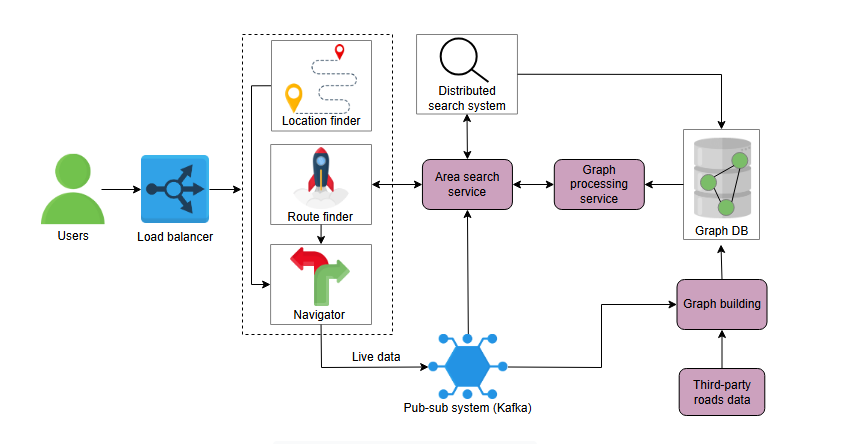 Users
Load balancer
Location finder
Route finder
Navigator
Live data
Distributed
search system
Area search
service
Graph
processing
service
Graph DB
Graph building
Third-party
roads data
Pub-sub system (Kafka)